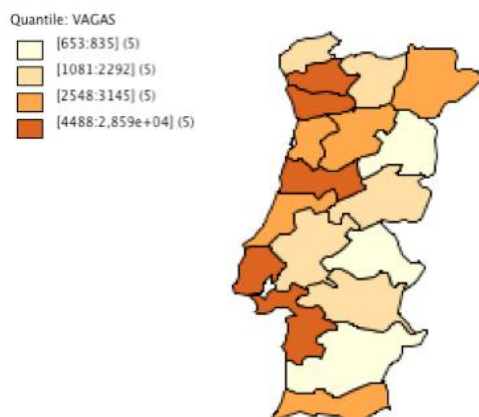 Quantile: VAGAS
[653:835] (5)
[1081:2292] (5)
[2548:3145] (5)
[4488:2,859e+04] (5)